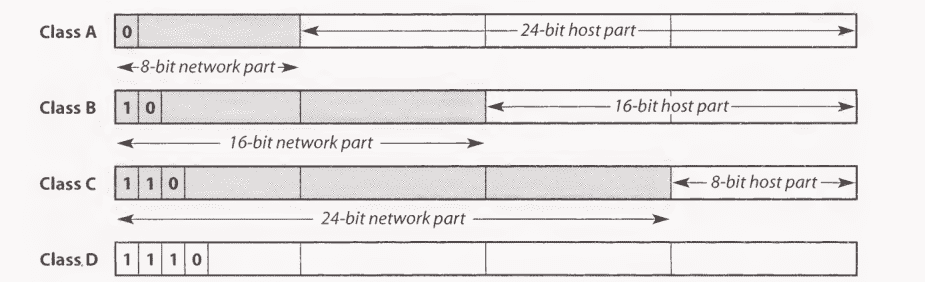 Class A 0 24-bit host part
8-bit network part
Class B 1 0 16-bit host part
16-bit network part
Class C 1 1 0 8-bit host part
24-bit network part
Class D 1 1 1 0